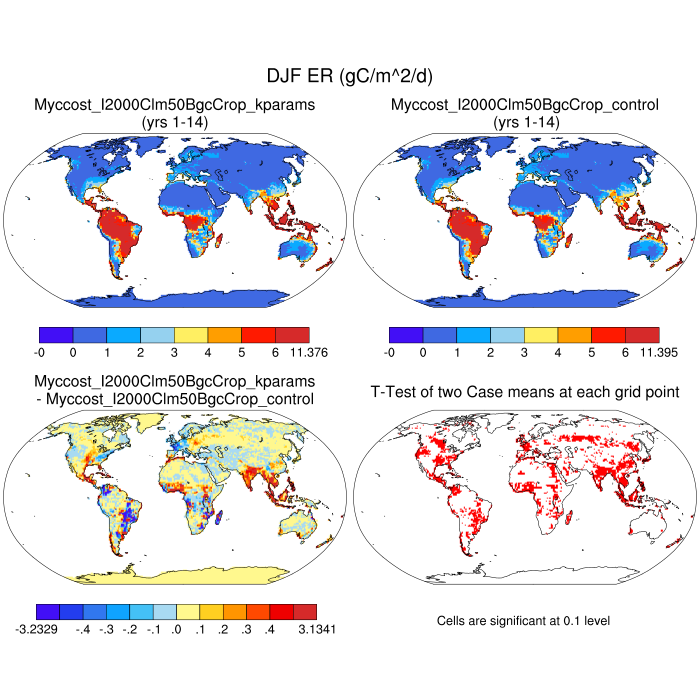 DJF ER (gC/m^2/d)
Myccost_I2000Clm50BgcCrop_kparams
(yrs 1-14)
Myccost_I2000Clm50BgcCrop_control
(yrs 1-14)
-0 0 1 2 3 4 5 6 11.376
-0 0 1 2 3 4 5 6 11.395
Myccost_I2000Clm50BgcCrop_kparams
- Myccost_I2000Clm50BgcCrop_control
T-Test of two Case means at each grid point
-3.2329 -.4 -.3 -.2 -.1 .0 .1 .2 .3 .4 3.1341
Cells are significant at 0.1 level